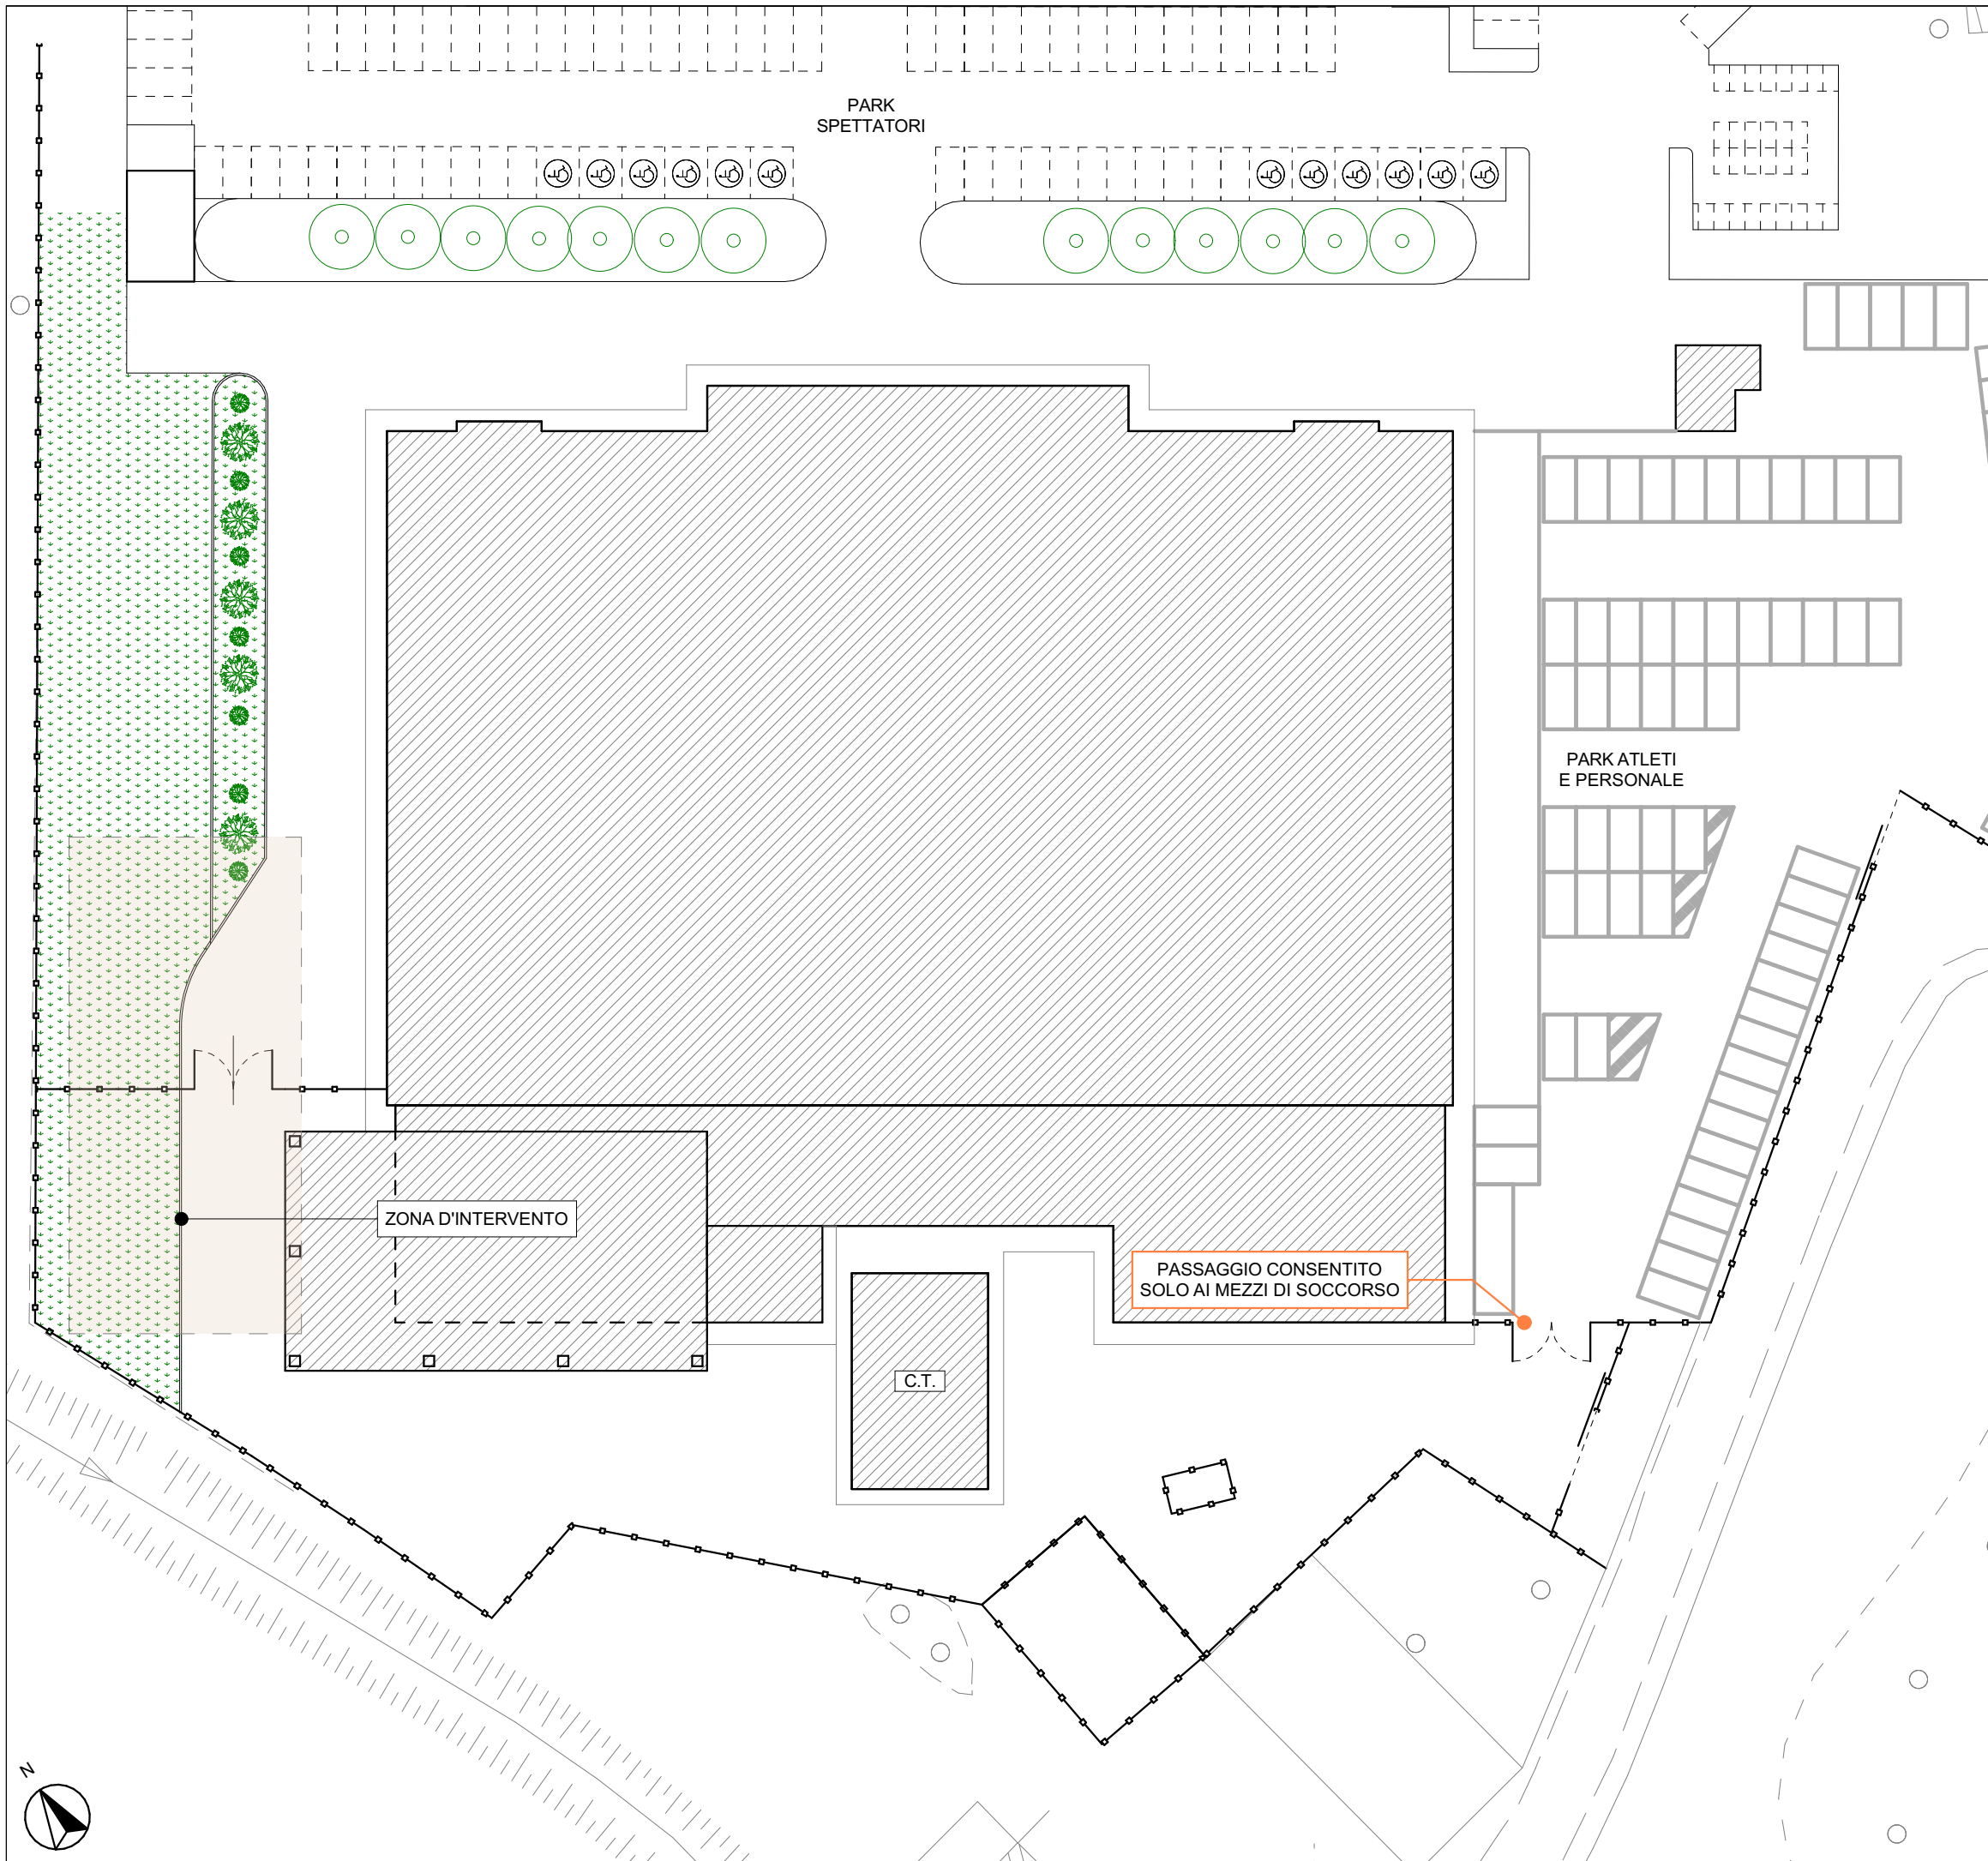 PARK
SPETTATORI
PARK ATLETI
E PERSONALE
ZONA D'INTERVENTO
PASSAGGIO CONSENTITO
SOLO AI MEZZI DI SOCCORSO
C.T.
N